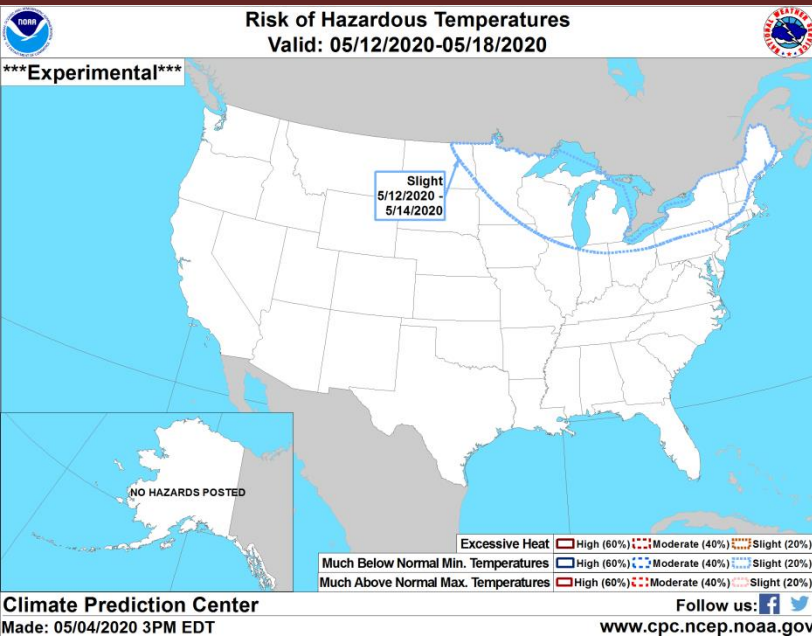 NOAA
Risk of Hazardous Temperatures
Valid: 05/12/2020-05/18/2020
***Experimental***
Slight
5/12/2020 -
5/14/2020
NO HAZARDS POSTED
Excessive Heat High (60%) Moderate (40%) Slight (20%)
Much Below Normal Min. Temperatures High (60%) Moderate (40%) Slight (20%)
Much Above Normal Max. Temperatures High (60%) Moderate (40%) Slight (20%)
Climate Prediction Center
Follow us:
Made: 05/04/2020 3PM EDT
www.cpc.ncep.noaa.gov